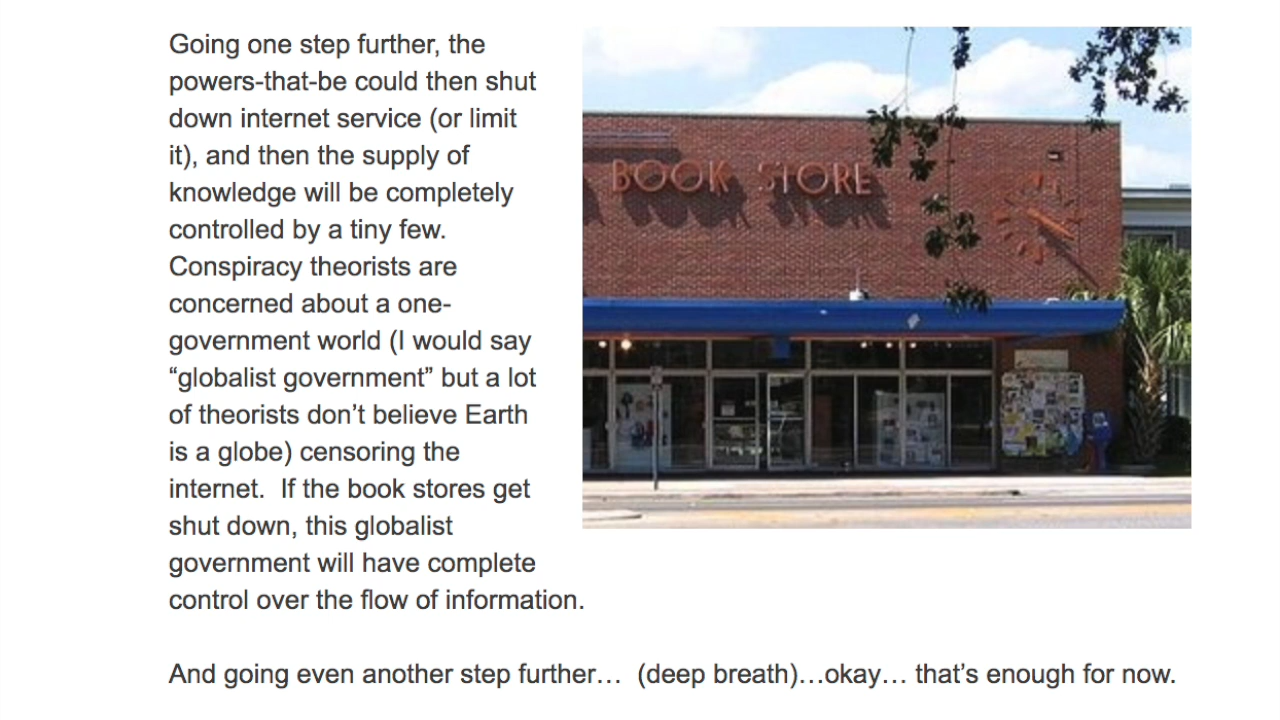 Going one step further, the
powers-that-be could then shut
down internet service (or limit
it), and then the supply of
knowledge will be completely
controlled by a tiny few.
Conspiracy theorists are
concerned about a one-
government world (I would say
“globalist government” but a lot
of theorists don’t believe Earth
is a globe) censoring the
internet.  If the book stores get
shut down, this globalist
government will have complete
control over the flow of information.
BOOK STORE
And going even another step further…  (deep breath)…okay… that’s enough for now.